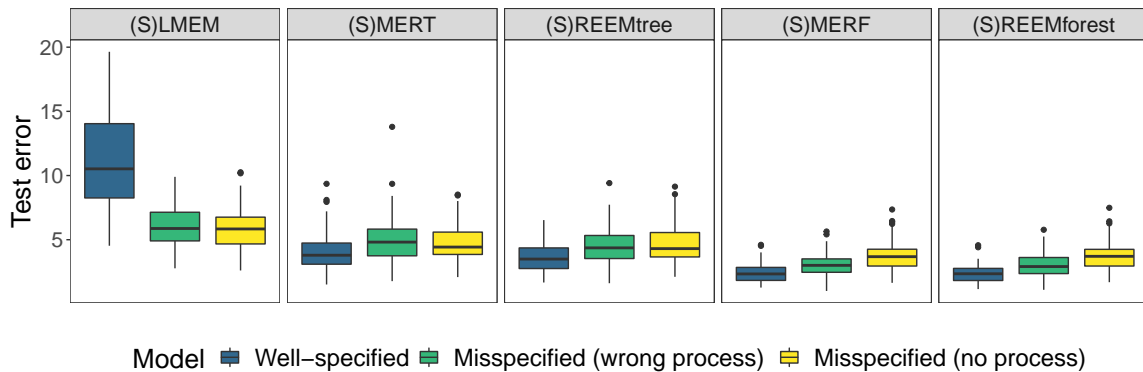 (S)LMEM (S)MERT (S)REEMtree (S)MERF (S)REEMforest
20
15
10
5
Test error
Model Well−specified Misspecified (wrong process) Misspecified (no process)